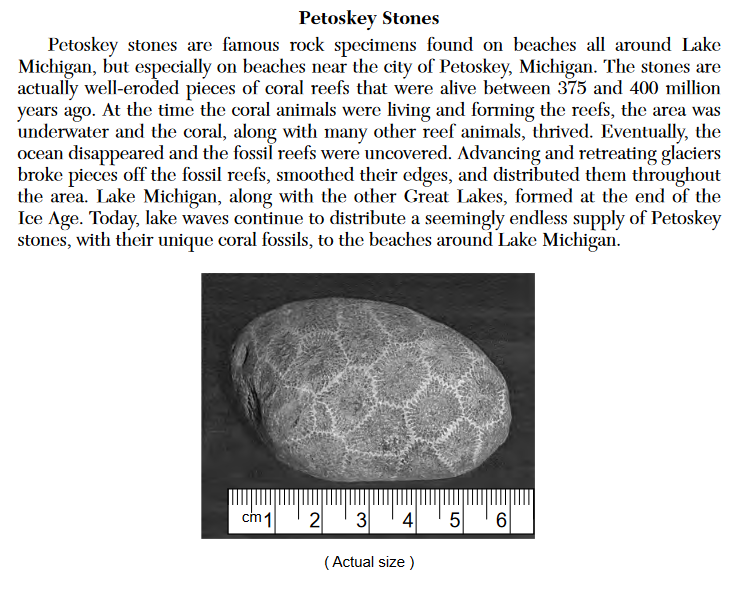 Petoskey Stones
Petoskey stones are famous rock specimens found on beaches all around Lake
Michigan, but especially on beaches near the city of Petoskey, Michigan. The stones are
actually well-eroded pieces of coral reefs that were alive between 375 and 400 million
years ago. At the time the coral animals were living and forming the reefs, the area was
underwater and the coral, along with many other reef animals, thrived. Eventually, the
ocean disappeared and the fossil reefs were uncovered. Advancing and retreating glaciers
broke pieces off the fossil reefs, smoothed their edges, and distributed them throughout
the area. Lake Michigan, along with the other Great Lakes, formed at the end of the
Ice Age. Today, lake waves continue to distribute a seemingly endless supply of Petoskey
stones, with their unique coral fossils, to the beaches around Lake Michigan.
cm 1 2 3 4 5 6
( Actual size )